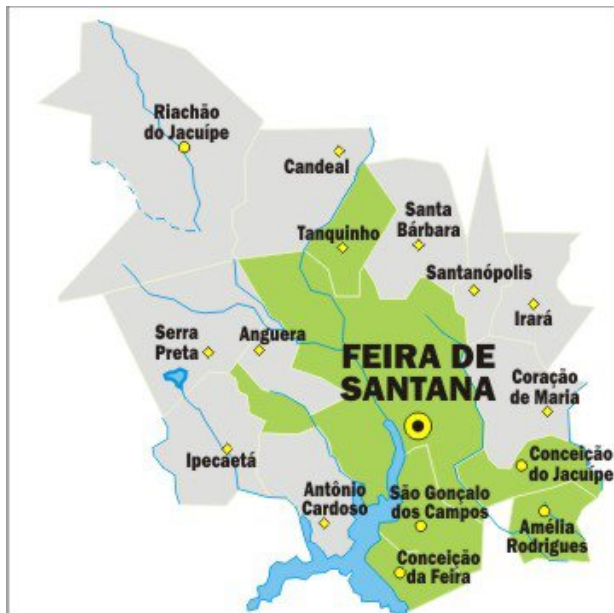 Riachão
do Jacuípe
Candeal
Tanquinho
Santa
Bárbara
Santanópolis
Irará
Serra
Preta
Anguera
FEIRA DE
SANTANA
Coração
de Maria
Ipecaetá
Conceição
do Jacuípe
Antônio
Cardoso
São Gonçalo
dos Campos
Amélia
Rodrigues
Conceição
da Feira